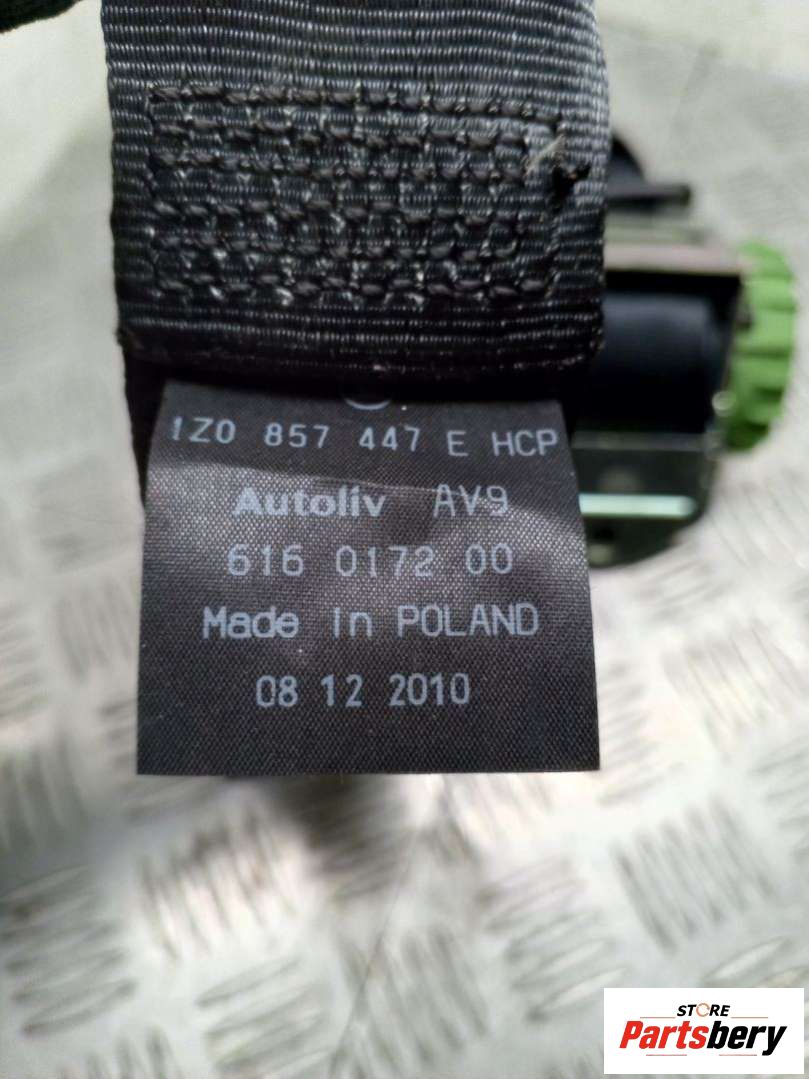 1Z0 857 447 E HCP
Autoliv AV9
616 0172 00
Made in POLAND
08 12 2010
STORE
Partsbery